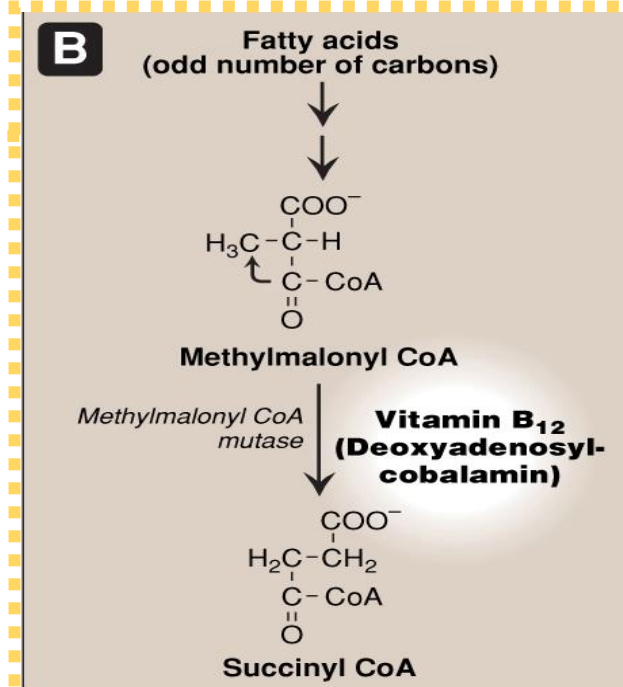 B
Fatty acids
(odd number of carbons)
COO⁻
H₃C-C-H
C-CoA
O
Methylmalonyl CoA
Methylmalonyl CoA
mutase
Vitamin B₁₂
(Deoxyadenosyl-
cobalamin)
COO⁻
H₂C-CH₂
C-CoA
O
Succinyl CoA